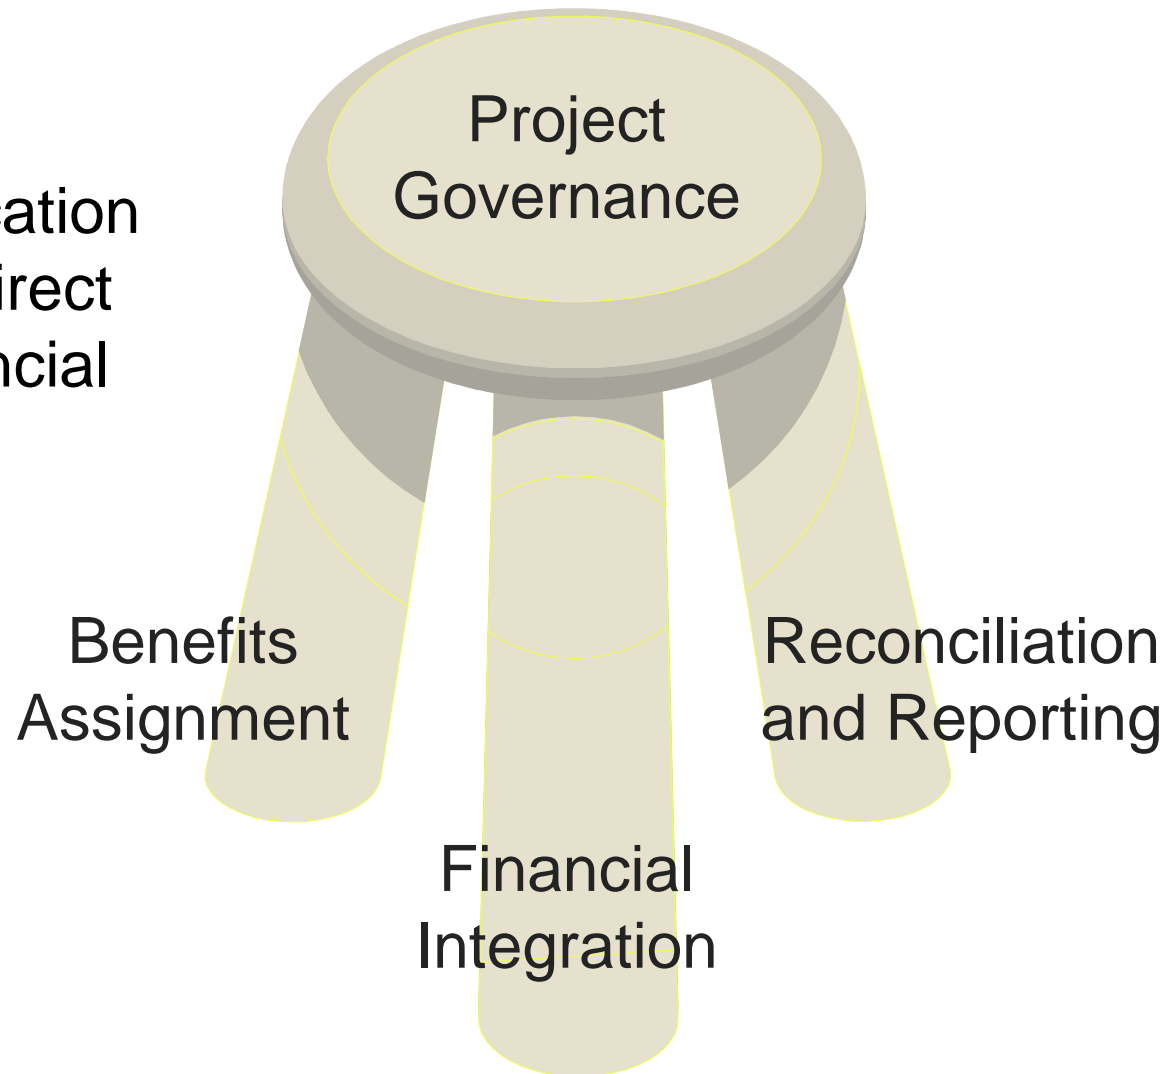 Project
Governance
Benefits
Assignment
Reconciliation
and Reporting
Financial
Integration